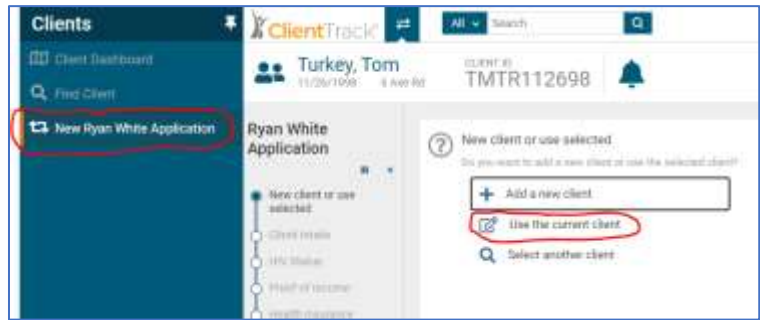 Clients
Client Dashboard
Find Client
New Ryan White Application
ClientTrack
All
Search
Turkey, Tom
11/26/1998
CLIENT ID
TMTR112698
Ryan White
Application
New client or use
selected
Client Intake
HIV Status
Proof of Income
Health Insurance
New client or use selected
Do you want to add a new client or use the selected client?
Add a new client
Use the current client
Select another client